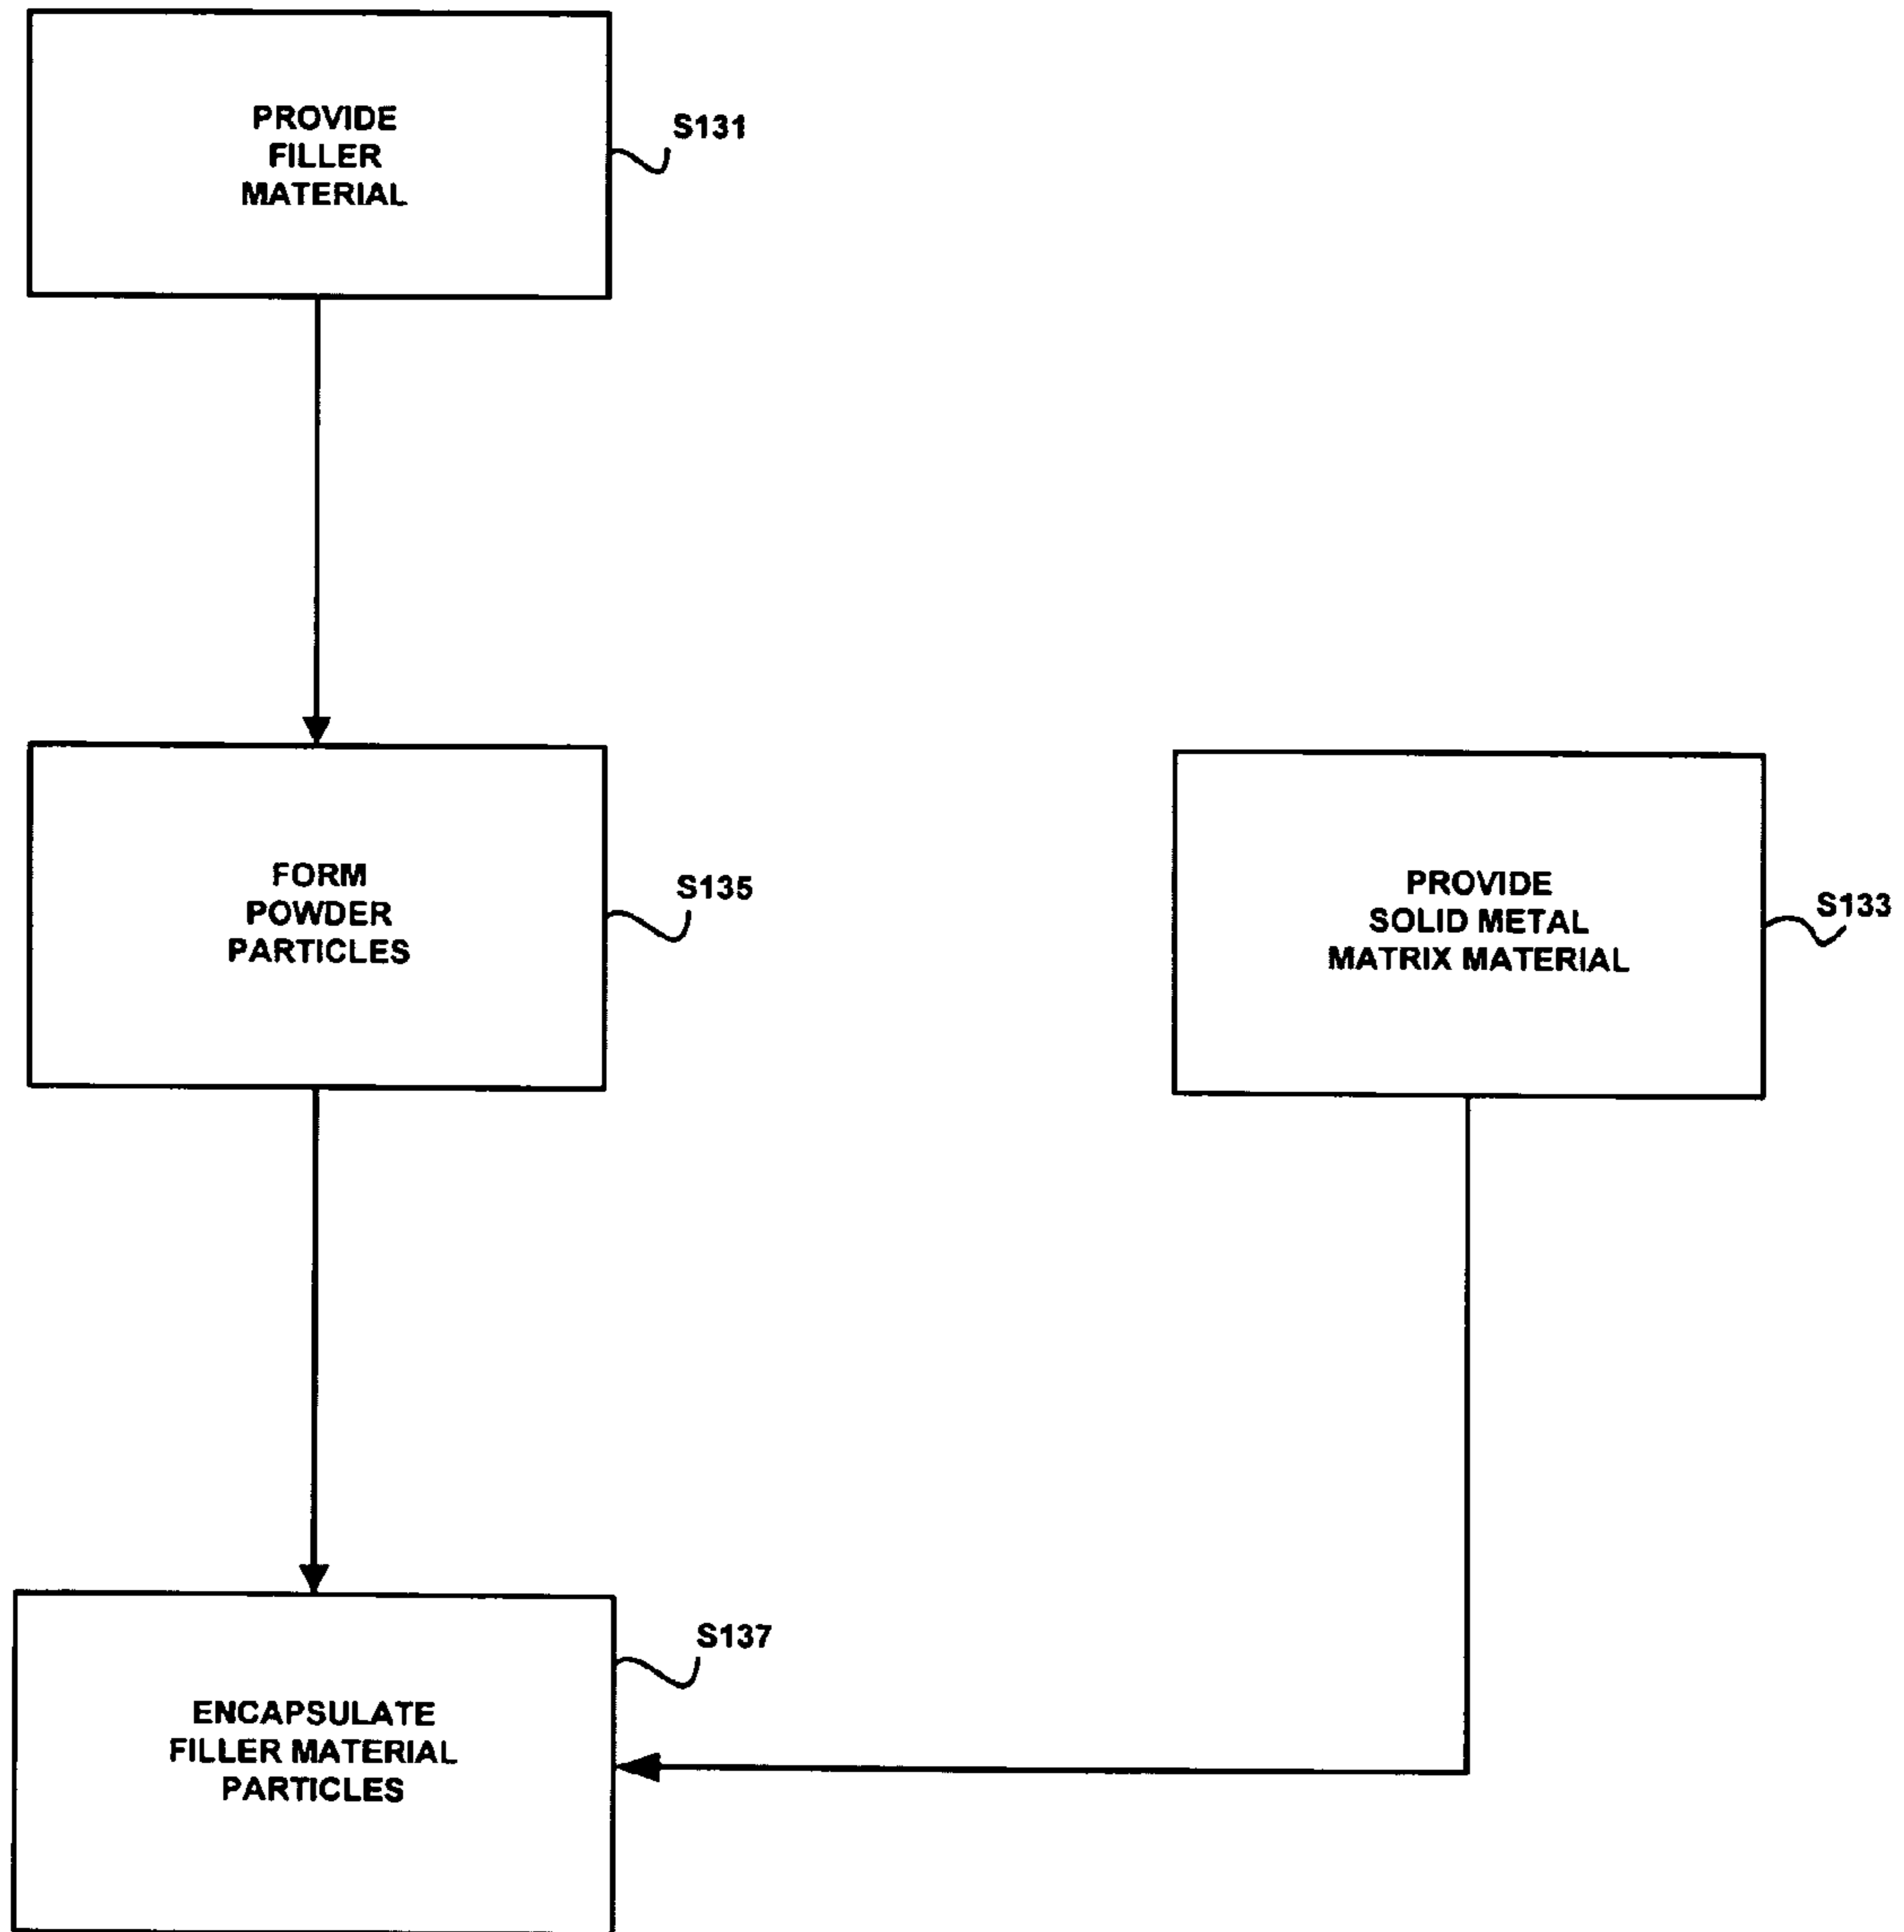 PROVIDE
FILLER
MATERIAL
S131
FORM
POWDER
PARTICLES
S135
PROVIDE
SOLID METAL
MATRIX MATERIAL
S133
ENCAPSULATE
FILLER MATERIAL
PARTICLES
S137